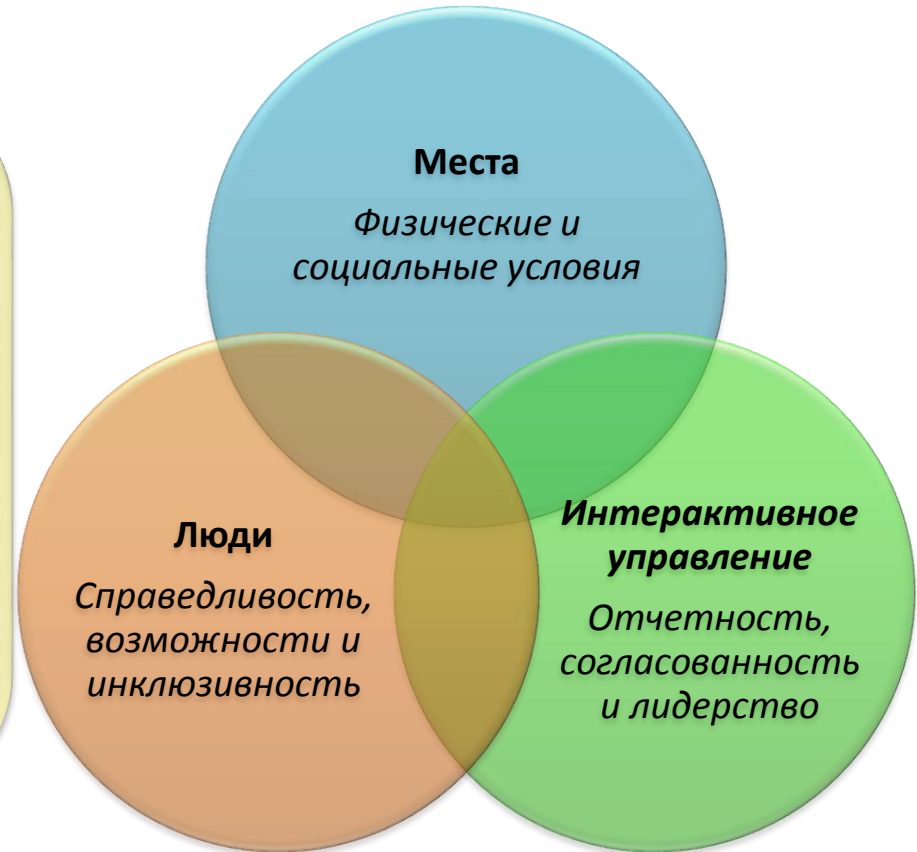 Места
Физические и
социальные условия
Люди
Справедливость,
возможности и
инклюзивность
Интерактивное
управление
Отчетность,
согласованность
и лидерство